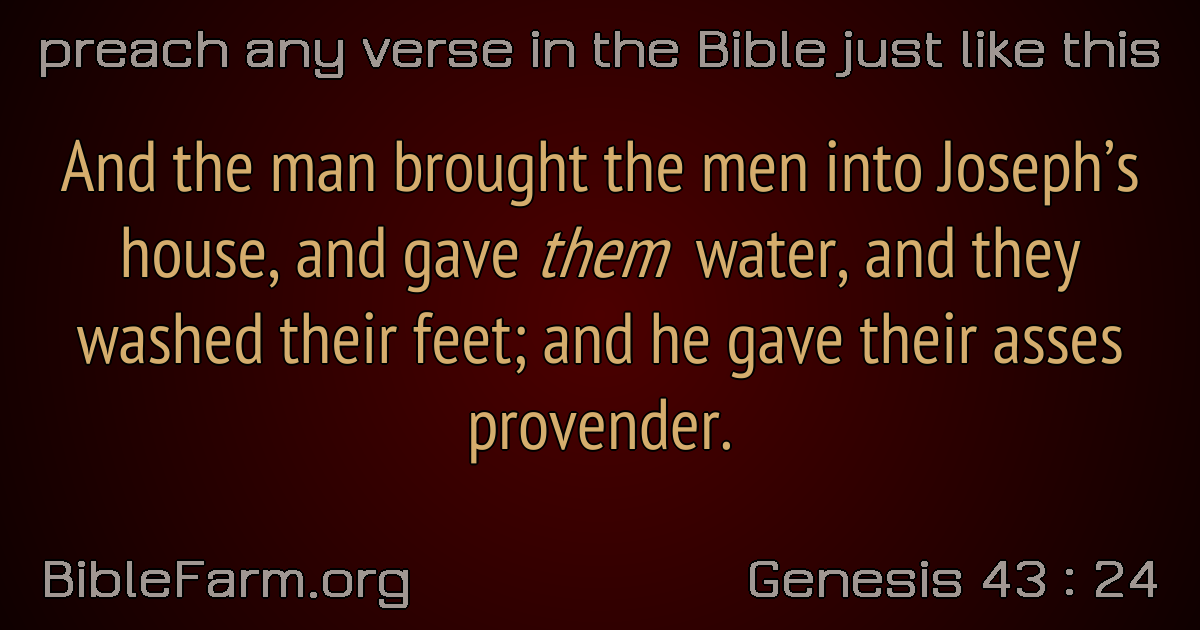 preach any verse in the Bible just like this
And the man brought the men into Joseph’s
house, and gave them water, and they
washed their feet; and he gave their asses
provender.
BibleFarm.org
Genesis 43 : 24